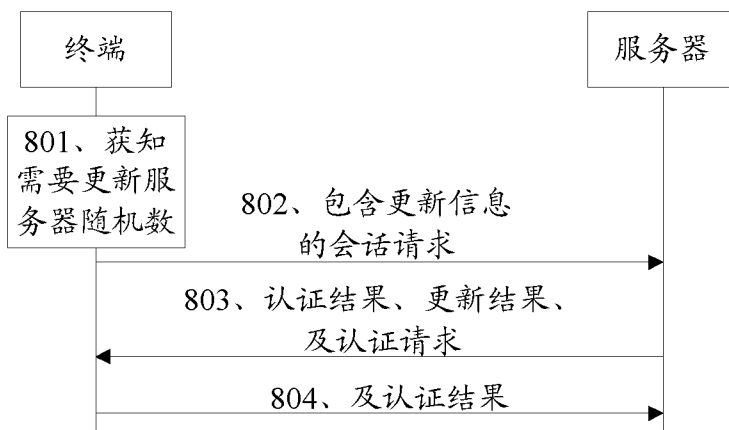 终端
服务器
801、获知
需要更新服
务器随机数
802、包含更新信息
的会话请求
803、认证结果、更新结果、
及认证请求
804、及认证结果